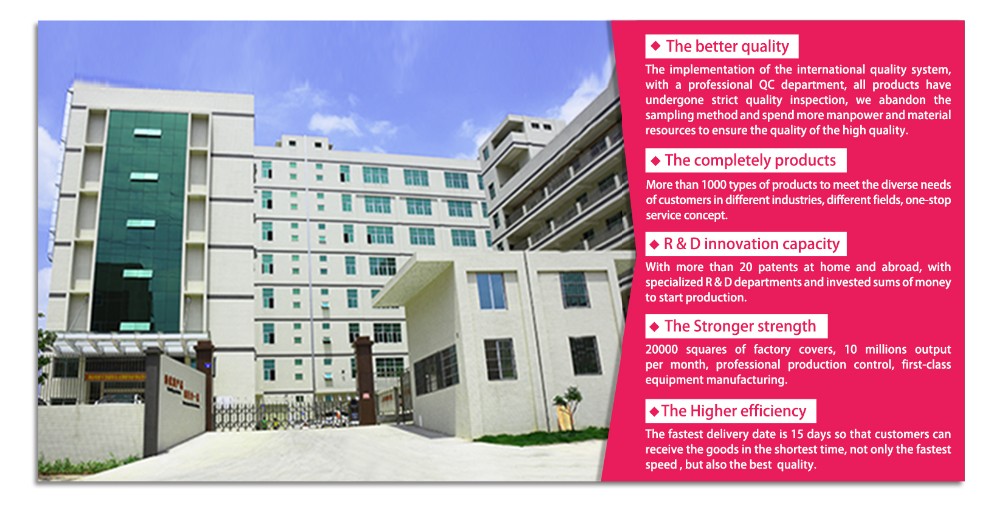 ◆ The better quality
The implementation of the international quality system,
with a professional QC department, all products have
undergone strict quality inspection, we abandon the
sampling method and spend more manpower and material
resources to ensure the quality of the high quality.
◆ The completely products
More than 1000 types of products to meet the diverse needs
of customers in different industries, different fields, one-stop
service concept.
◆ R & D innovation capacity
With more than 20 patents at home and abroad, with
specialized R & D departments and invested sums of money
to start production.
◆ The Stronger strength
20000 squares of factory covers, 10 millions output
per month, professional production control, first-class
equipment manufacturing.
◆The Higher efficiency
The fastest delivery date is 15 days so that customers can
receive the goods in the shortest time, not only the fastest
speed , but also the best quality.